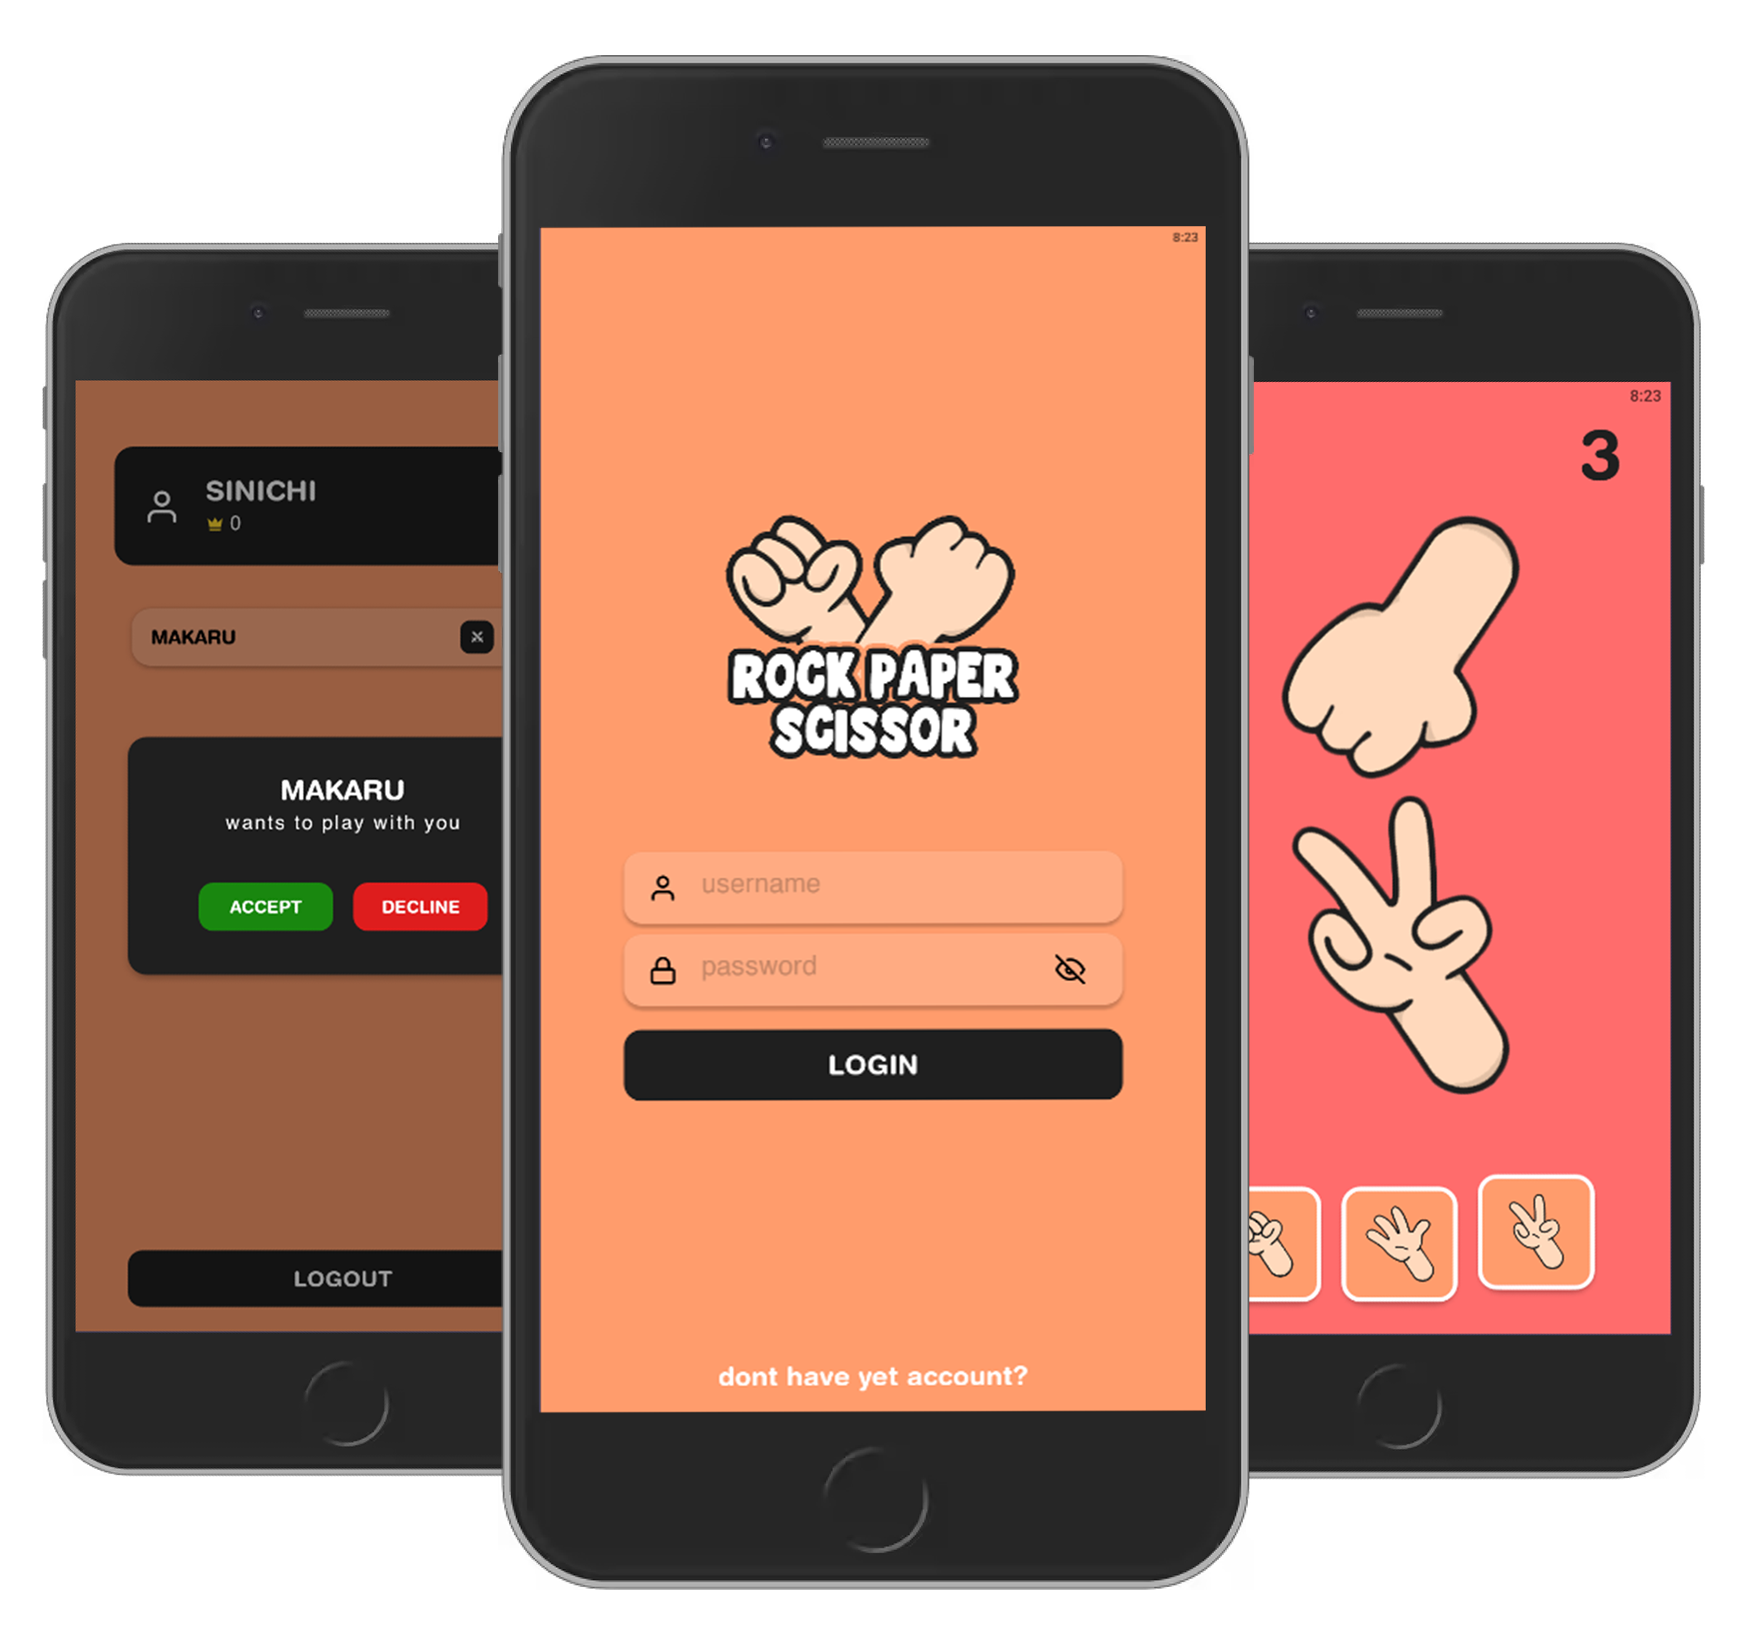 SINICHI
0
MAKARU
MAKARU
wants to play with you
ACCEPT
DECLINE
LOGOUT
8:23
ROCK PAPER
SCISSOR
username
password
LOGIN
dont have yet account?
8:23
3